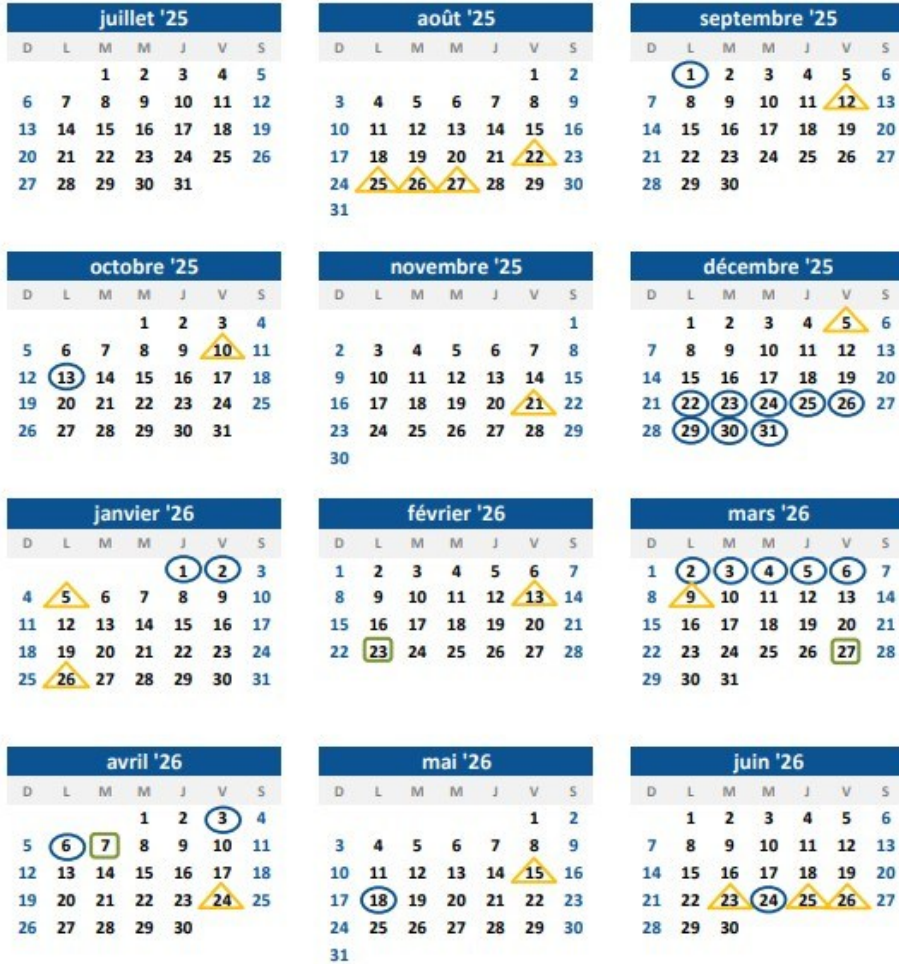 juillet '25
D L M M J V S
1 2 3 4 5
6 7 8 9 10 11 12
13 14 15 16 17 18 19
20 21 22 23 24 25 26
27 28 29 30 31
août '25
D L M M J V S
1 2
3 4 5 6 7 8 9
10 11 12 13 14 15 16
17 18 19 20 21 22 23
24 25 26 27 28 29 30
31
septembre '25
D L M M J V S
1 2 3 4 5 6
7 8 9 10 11 12 13
14 15 16 17 18 19 20
21 22 23 24 25 26 27
28 29 30
octobre '25
D L M M J V S
1 2 3 4
5 6 7 8 9 10 11
12 13 14 15 16 17 18
19 20 21 22 23 24 25
26 27 28 29 30 31
novembre '25
D L M M J V S
1
2 3 4 5 6 7 8
9 10 11 12 13 14 15
16 17 18 19 20 21 22
23 24 25 26 27 28 29
30
décembre '25
D L M M J V S
1 2 3 4 5 6
7 8 9 10 11 12 13
14 15 16 17 18 19 20
21 22 23 24 25 26 27
28 29 30 31
janvier '26
D L M M J V S
1 2 3
4 5 6 7 8 9 10
11 12 13 14 15 16 17
18 19 20 21 22 23 24
25 26 27 28 29 30 31
février '26
D L M M J V S
1 2 3 4 5 6 7
8 9 10 11 12 13 14
15 16 17 18 19 20 21
22 23 24 25 26 27 28
mars '26
D L M M J V S
1 2 3 4 5 6 7
8 9 10 11 12 13 14
15 16 17 18 19 20 21
22 23 24 25 26 27 28
29 30 31
avril '26
D L M M J V S
1 2 3 4
5 6 7 8 9 10 11
12 13 14 15 16 17 18
19 20 21 22 23 24 25
26 27 28 29 30
mai '26
D L M M J V S
1 2
3 4 5 6 7 8 9
10 11 12 13 14 15 16
17 18 19 20 21 22 23
24 25 26 27 28 29 30
31
juin '26
D L M M J V S
1 2 3 4 5 6
7 8 9 10 11 12 13
14 15 16 17 18 19 20
21 22 23 24 25 26 27
28 29 30